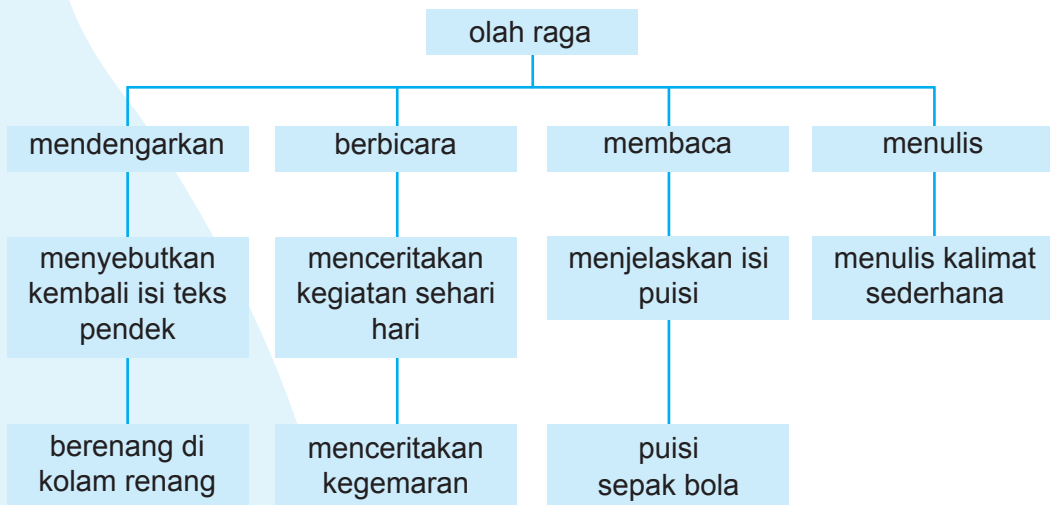 olah raga
mendengarkan
berbicara
membaca
menulis
menyebutkan
kembali isi teks
pendek
menceritakan
kegiatan sehari
hari
menjelaskan isi
puisi
menulis kalimat
sederhana
berenang di
kolam renang
menceritakan
kegemaran
puisi
sepak bola